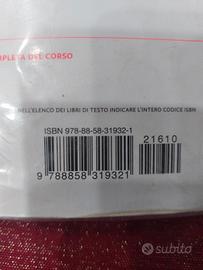 MPLETA DEL CORSO
NELL'ELENCO DEI LIBRI DI TESTO INDICARE L'INTERO CODICE ISBN
ISBN 978-88-58-31932-1
21610
9 788858 319321
subito